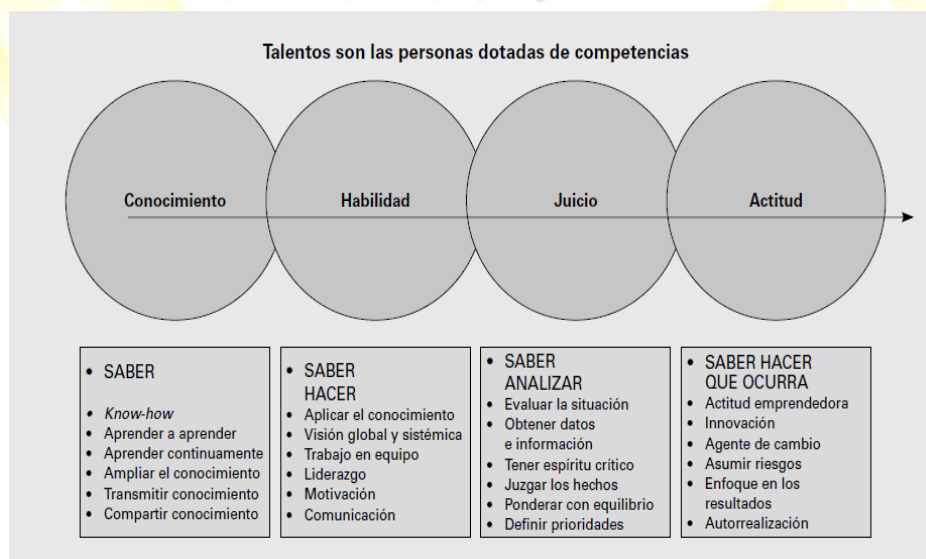 Talentos son las personas dotadas de competencias
Conocimiento
Habilidad
Juicio
Actitud
• SABER
• Know-how
• Aprender a aprender
• Aprender continuamente
• Ampliar el conocimiento
• Transmitir conocimiento
• Compartir conocimiento
• SABER
HACER
• Aplicar el conocimiento
• Visión global y sistémica
• Trabajo en equipo
• Liderazgo
• Motivación
• Comunicación
• SABER
ANALIZAR
• Evaluar la situación
• Obtener datos
e información
• Tener espíritu crítico
• Juzgar los hechos
• Ponderar con equilibrio
• Definir prioridades
• SABER HACER
QUE OCURRA
• Actitud emprendedora
• Innovación
• Agente de cambio
• Asumir riesgos
• Enfoque en los
resultados
• Autorrealización